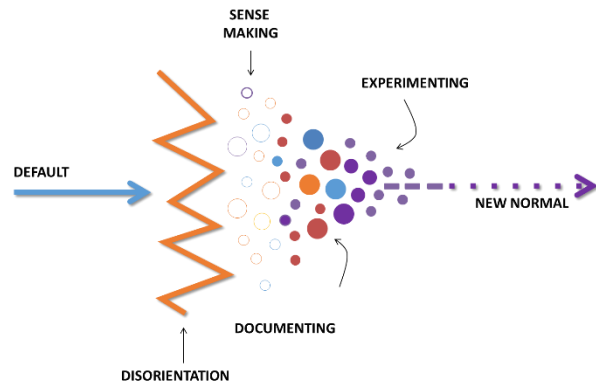 SENSE
MAKING
EXPERIMENTING
DEFAULT
NEW NORMAL
DOCUMENTING
DISORIENTATION